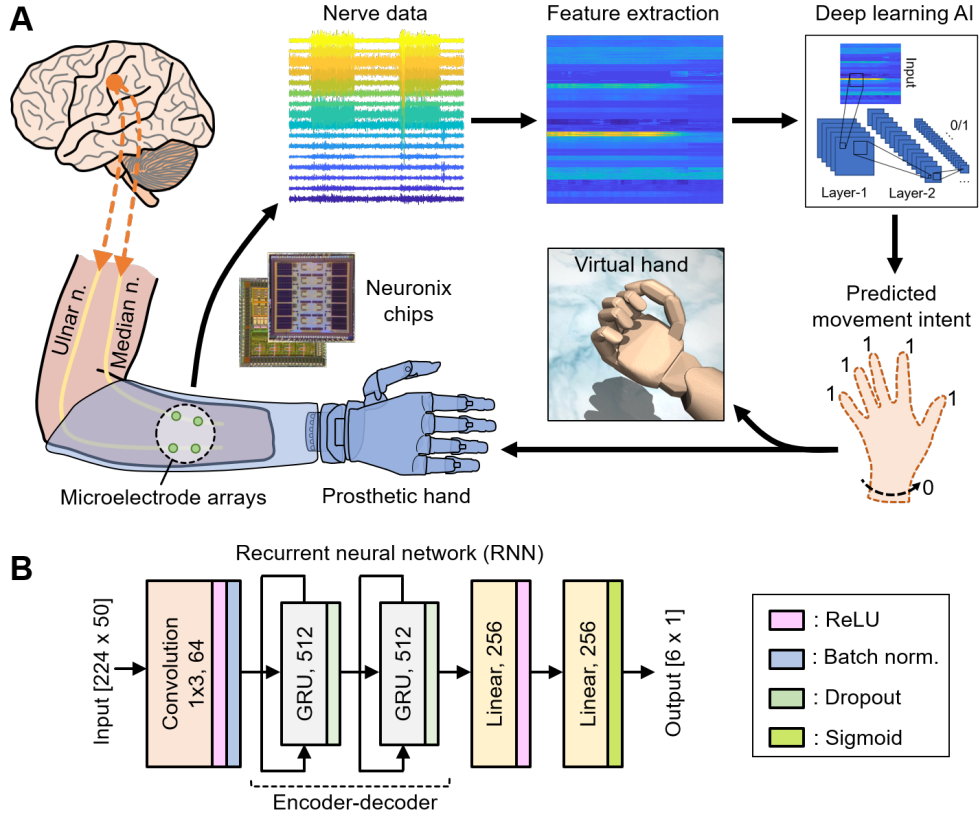 A
Nerve data
Feature extraction
Deep learning AI
Input
0/1
...
Layer-1
Layer-2
Ulnar n.
Median n.
Neuronix
chips
Virtual hand
Predicted
movement intent
1
1
1
1
1
0
Microelectrode arrays
Prosthetic hand
B
Recurrent neural network (RNN)
Input [224 x 50]
Convolution
1x3, 64
GRU, 512
GRU, 512
Linear, 256
Linear, 256
Output [6 x 1]
Encoder-decoder
: ReLU
: Batch norm.
: Dropout
: Sigmoid